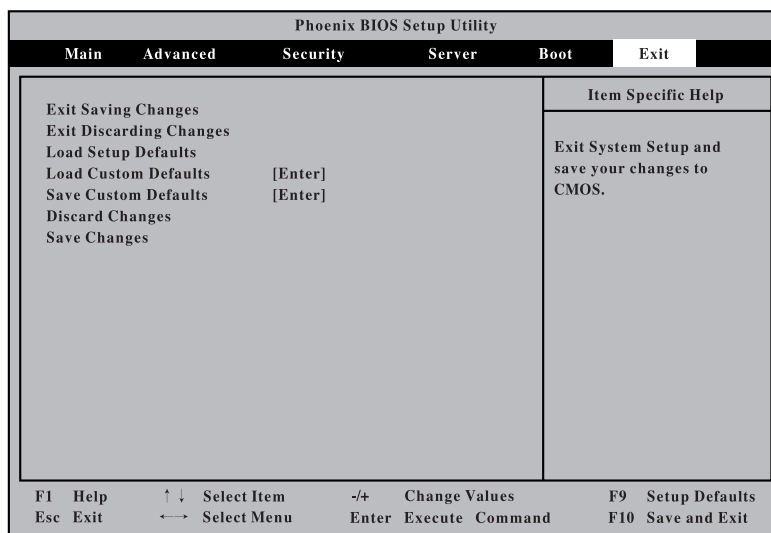 Phoenix BIOS Setup Utility
Main Advanced Security Server Boot Exit
Exit Saving Changes
Exit Discarding Changes
Load Setup Defaults
Load Custom Defaults [Enter]
Save Custom Defaults [Enter]
Discard Changes
Save Changes
Item Specific Help
Exit System Setup and
save your changes to
CMOS.
F1 Help ↑↓ Select Item -/+ Change Values F9 Setup Defaults
Esc Exit ←→ Select Menu Enter Execute Command F10 Save and Exit